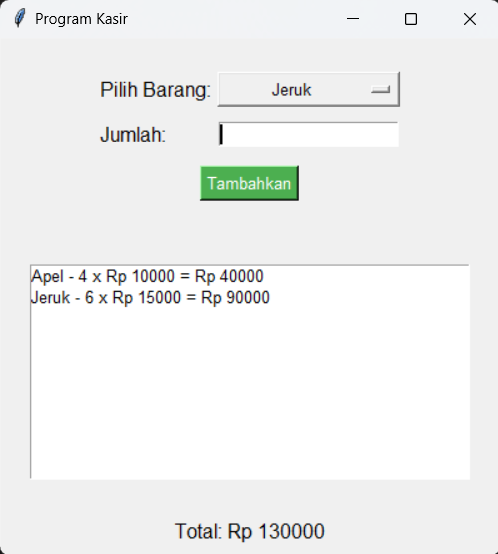 Program Kasir
Pilih Barang: Jeruk
Jumlah:
Tambahkan
Apel - 4 x Rp 10000 = Rp 40000
Jeruk - 6 x Rp 15000 = Rp 90000
Total: Rp 130000